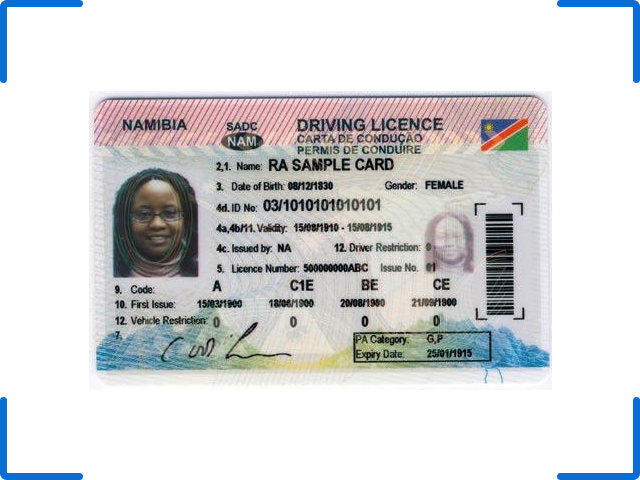 NAMIBIA SADC DRIVING LICENCE
NAM CARTA DE CONDUÇÃO
PERMIS DE CONDUIRE
2,1. Name: RA SAMPLE CARD
3. Date of Birth: 08/12/1830 Gender: FEMALE
4d. ID No: 03/1010101010101
4a,4b/11. Validity: 15/08/1910 - 15/08/1915
4c. Issued by: NA 12. Driver Restriction: 0
5. Licence Number: 500000000ABC Issue No. 01
9. Code: A C1E BE CE
10. First Issue: 15/03/1900 18/06/1900 20/08/1900 21/09/1900
12. Vehicle Restriction: 0 0 0 0
7.
PA Category: G,P
Expiry Date: 25/01/1915